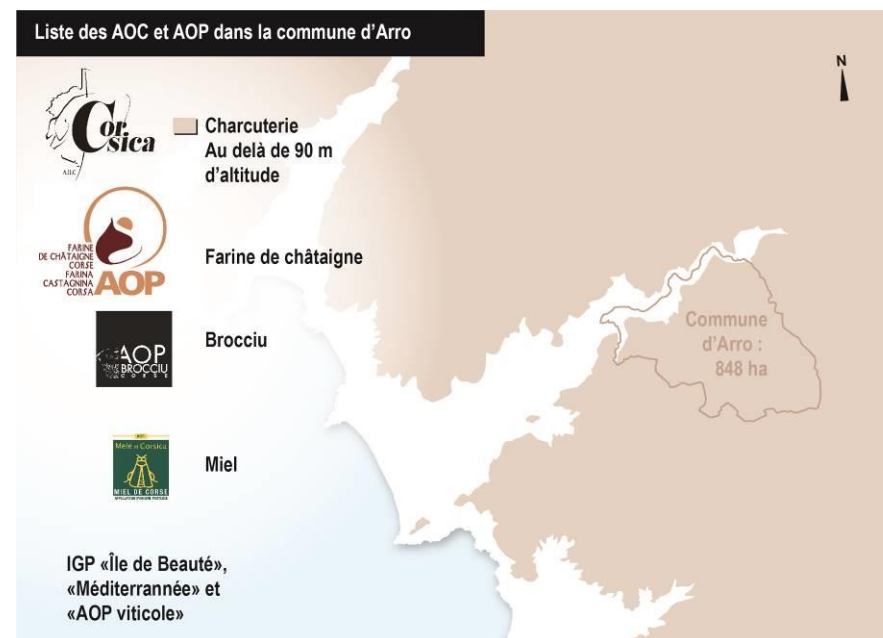 Liste des AOC et AOP dans la commune d'Arro
N
Corsica
A.O.C
Charcuterie
Au delà de 90 m
d'altitude
FARINE
DE CHÂTAIGNE
CORSE
FARINA
CASTAGNINA
CORSA
AOP
Farine de châtaigne
AOP
BROCCIU
CORSE
Brocciu
Mele di Corsica
MIEL DE CORSE
Miel
Commune
d'Arro :
848 ha
IGP «Île de Beauté»,
«Méditerrannée» et
«AOP viticole»